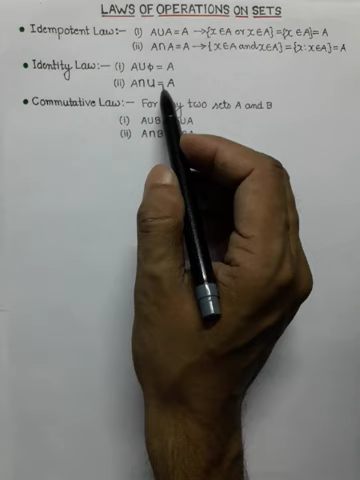 LAWS OF OPERATIONS ON SETS
• Idempotent Law:- (i) A∪A = A → {x∈A or x∈A} = {x∈A} = A
(ii) A∩A = A → {x∈A and x∈A} = {x:x∈A} = A
• Identity Law:- (i) A∪Φ = A
(ii) A∩U = A
• Commutative Law:- For two sets A and B
(i) A∪B ∪A
(ii) A∩B A